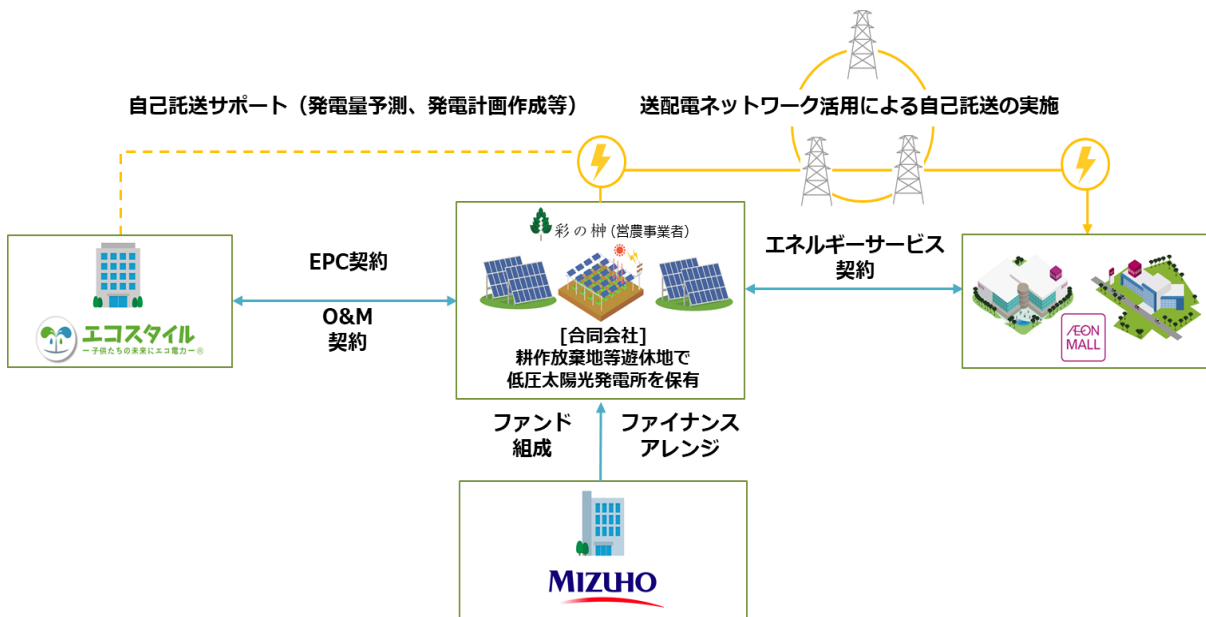 自己託送サポート（発電量予測、発電計画作成等）
送配電ネットワーク活用による自己託送の実施
彩の榊(営農事業者)
EPC契約
O&M
契約
エネルギーサービス
契約
エコスタイル
ー子供たちの未来にエコ電力ー®
[合同会社]
耕作放棄地等遊休地で
低圧太陽光発電所を保有
ÆON
MALL
ファンド
組成
ファイナンス
アレンジ
MIZUHO